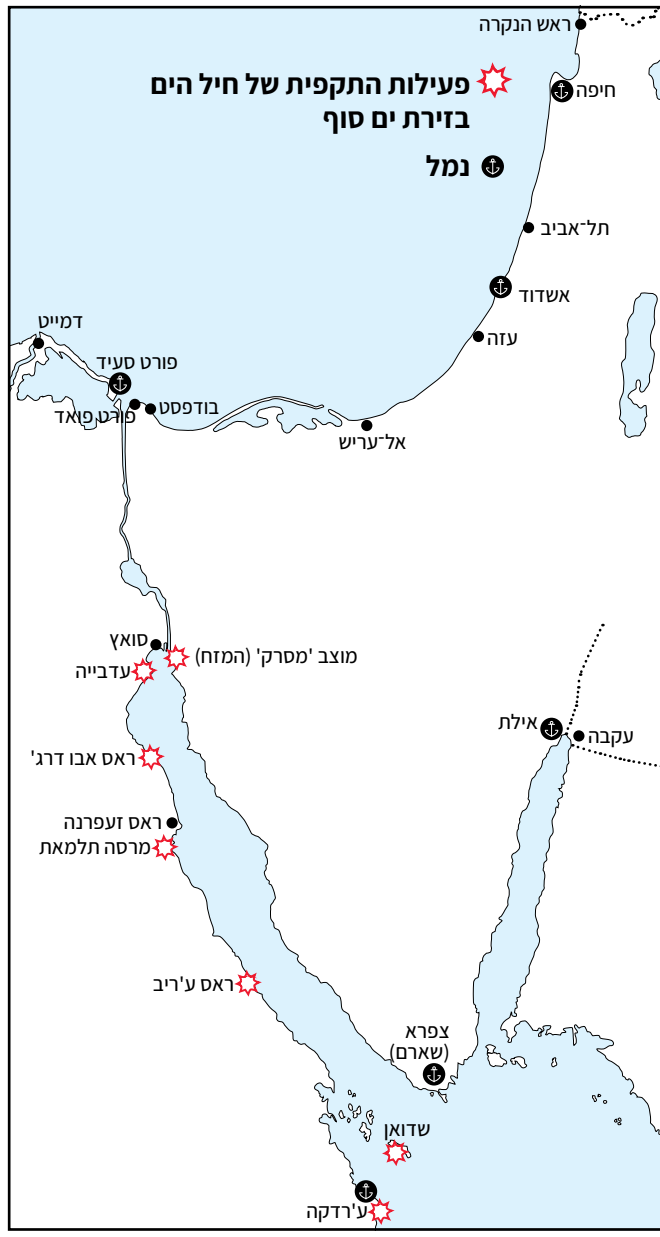 ראש הנקרה
פעילות התקפית של חיל הים
בזירת ים סוף
חיפה
נמל
תל־אביב
אשדוד
דמייט
עזה
פורט סעיד
בודפסט
פורט פואד
אל־עריש
סואץ
מוצב 'מסרק' (המזח)
עדבייה
אילת
עקבה
ראס אבו דרג'
ראס זעפרנה
מרסה תלמאת
ראס ע'ריב
צפרא
(שארם)
שדואן
ע'רדקה